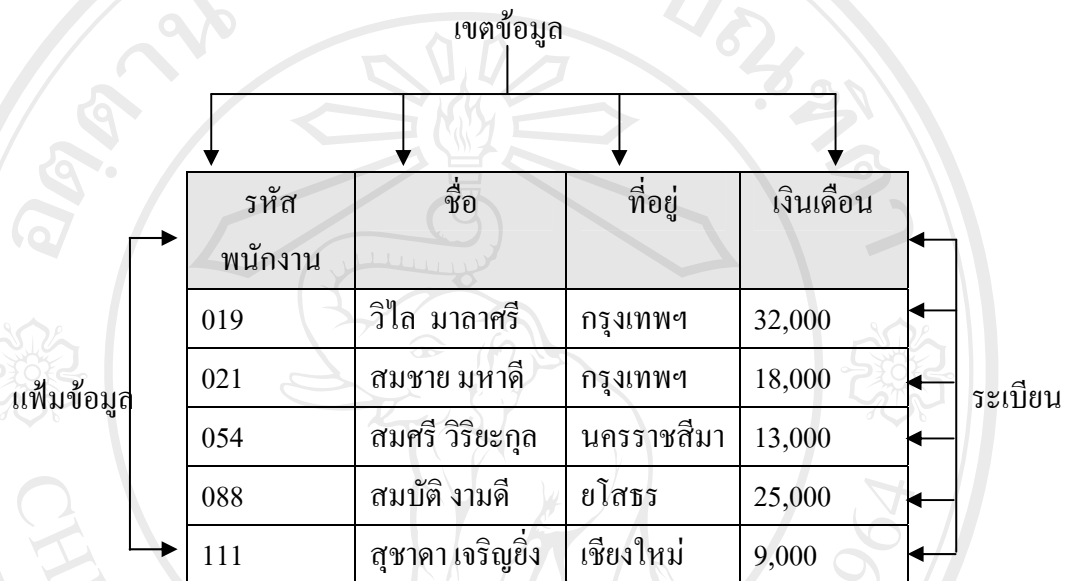 เขตข้อมูล
รหัส ชื่อ ที่อยู่ เงินเดือน
พนักงาน
019 วิไล มาลาศรี กรุงเทพฯ 32,000
021 สมชาย มหาดี กรุงเทพฯ 18,000
แฟ้มข้อมูล ระเบียน
054 สมศรี วิริยะกุล นครราชสีมา 13,000
088 สมบัติ งามดี ยโสธร 25,000
111 สุชาดา เจริญยิ่ง เชียงใหม่ 9,000